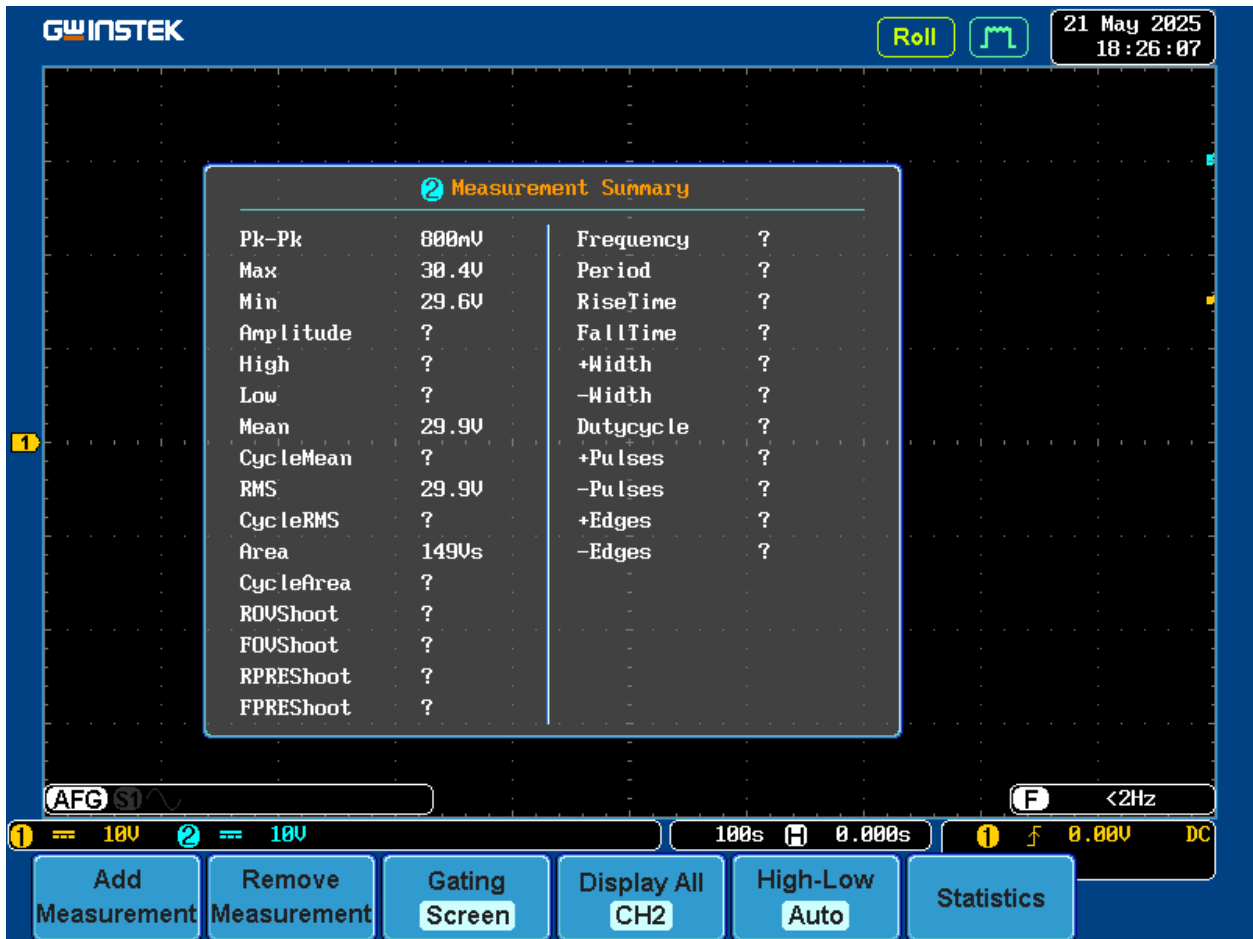 GWINSTEK
Roll
21 May 2025
18:26:07
2 Measurement Summary
Pk-Pk 800mV
Max 30.4V
Min 29.6V
Amplitude ?
High ?
Low ?
Mean 29.9V
CycleMean ?
RMS 29.9V
CycleRMS ?
Area 149Vs
CycleArea ?
ROVShoot ?
FOVShoot ?
RPREShoot ?
FPREShoot ?
Frequency ?
Period ?
RiseTime ?
FallTime ?
+Width ?
-Width ?
Dutycycle ?
+Pulses ?
-Pulses ?
+Edges ?
-Edges ?
1
AFG S1
F <2Hz
1 10V 2 10V
100s H 0.000s
1 0.00V DC
Add
Measurement
Remove
Measurement
Gating
Screen
Display All
CH2
High-Low
Auto
Statistics